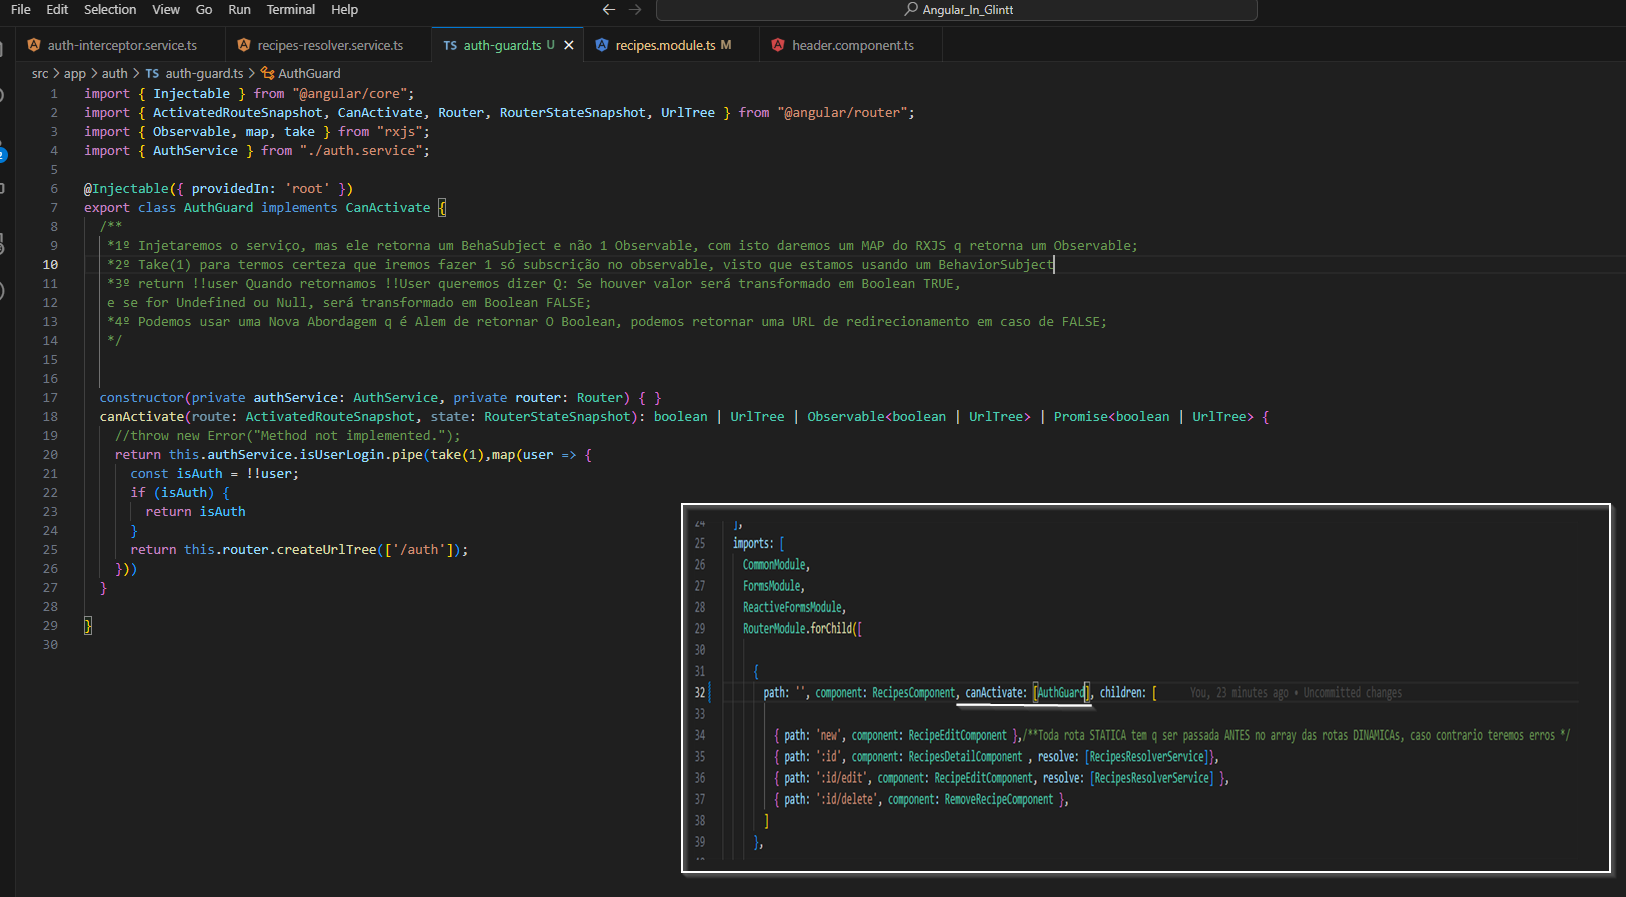 File Edit Selection View Go Run Terminal Help
Angular_In_Glintt
auth-interceptor.service.ts recipes-resolver.service.ts TS auth-guard.ts U recipes.module.ts M header.component.ts
src > app > auth > TS auth-guard.ts > AuthGuard
1 import { Injectable } from "@angular/core";
2 import { ActivatedRouteSnapshot, CanActivate, Router, RouterStateSnapshot, UrlTree } from "@angular/router";
3 import { Observable, map, take } from "rxjs";
4 import { AuthService } from "./auth.service";
5
6 @Injectable({ providedIn: 'root' })
7 export class AuthGuard implements CanActivate {
8 /**
9 *1º Injetaremos o serviço, mas ele retorna um BehaSubject e não 1 Observable, com isto daremos um MAP do RXJS q retorna um Observable;
10 *2º Take(1) para termos certeza que iremos fazer 1 só subscrição no observable, visto que estamos usando um BehaviorSubject
11 *3º return !!user Quando retornamos !!User queremos dizer Q: Se houver valor será transformado em Boolean TRUE,
12 e se for Undefined ou Null, será transformado em Boolean FALSE;
13 *4º Podemos usar uma Nova Abordagem q é Alem de retornar O Boolean, podemos retornar uma URL de redirecionamento em caso de FALSE;
14 */
15
16
17 constructor(private authService: AuthService, private router: Router) { }
18 canActivate(route: ActivatedRouteSnapshot, state: RouterStateSnapshot): boolean | UrlTree | Observable<boolean | UrlTree> | Promise<boolean | UrlTree> {
19 //throw new Error("Method not implemented.");
20 return this.authService.isUserLogin.pipe(take(1),map(user => {
21 const isAuth = !!user;
22 if (isAuth) {
23 return isAuth
24 }
25 return this.router.createUrlTree(['/auth']);
26 }))
27 }
28
29 }
30
24 ],
25 imports: [
26 CommonModule,
27 FormsModule,
28 ReactiveFormsModule,
29 RouterModule.forChild([
30
31 {
32 path: '', component: RecipesComponent, canActivate: [AuthGuard], children: [ You, 23 minutes ago • Uncommitted changes
33
34 { path: 'new', component: RecipeEditComponent },/**Toda rota STATICA tem q ser passada ANTES no array das rotas DINAMICAs, caso contrario teremos erros */
35 { path: ':id', component: RecipesDetailComponent , resolve: [RecipesResolverService]},
36 { path: ':id/edit', component: RecipeEditComponent, resolve: [RecipesResolverService] },
37 { path: ':id/delete', component: RemoveRecipeComponent },
38 ]
39 },